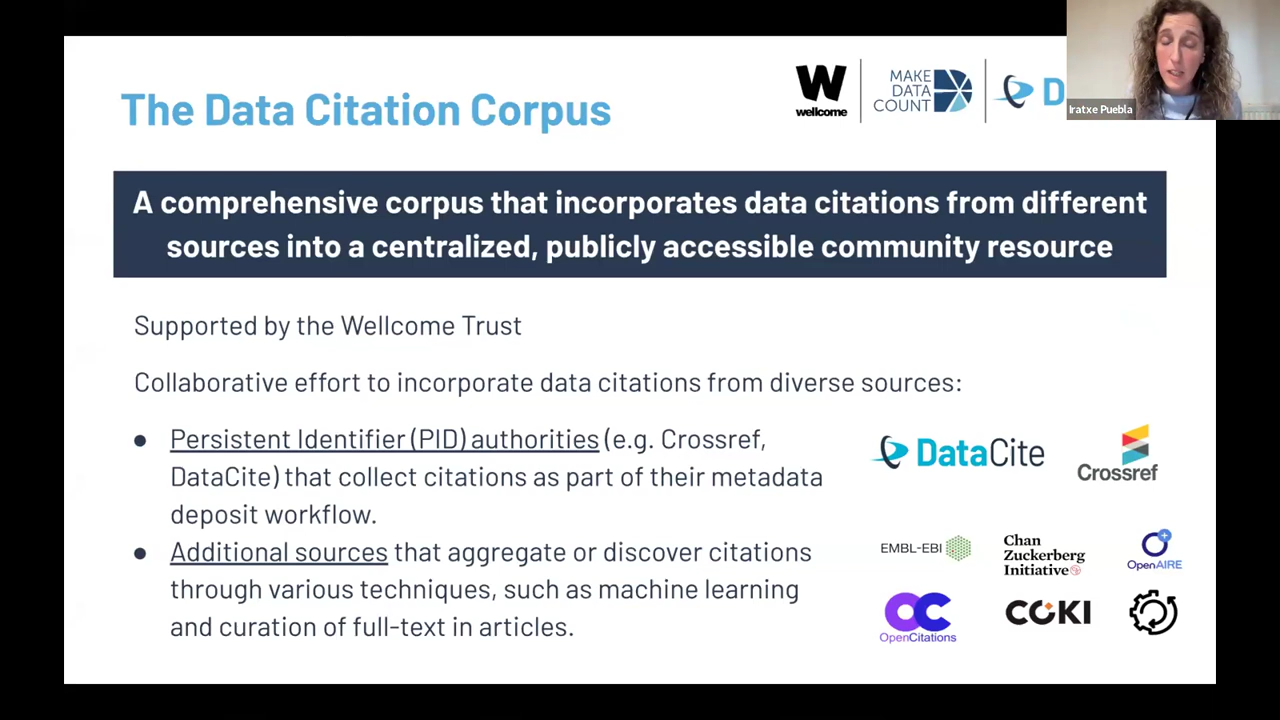 The Data Citation Corpus
wellcome
MAKE
DATA
COUNT
D
Iratxe Puebla
A comprehensive corpus that incorporates data citations from different
sources into a centralized, publicly accessible community resource
Supported by the Wellcome Trust
Collaborative effort to incorporate data citations from diverse sources:
● Persistent Identifier (PID) authorities (e.g. Crossref,
DataCite) that collect citations as part of their metadata
deposit workflow.
● Additional sources that aggregate or discover citations
through various techniques, such as machine learning
and curation of full-text in articles.
DataCite
Crossref
EMBL-EBI
Chan
Zuckerberg
Initiative
OpenAIRE
OpenCitations
COKI